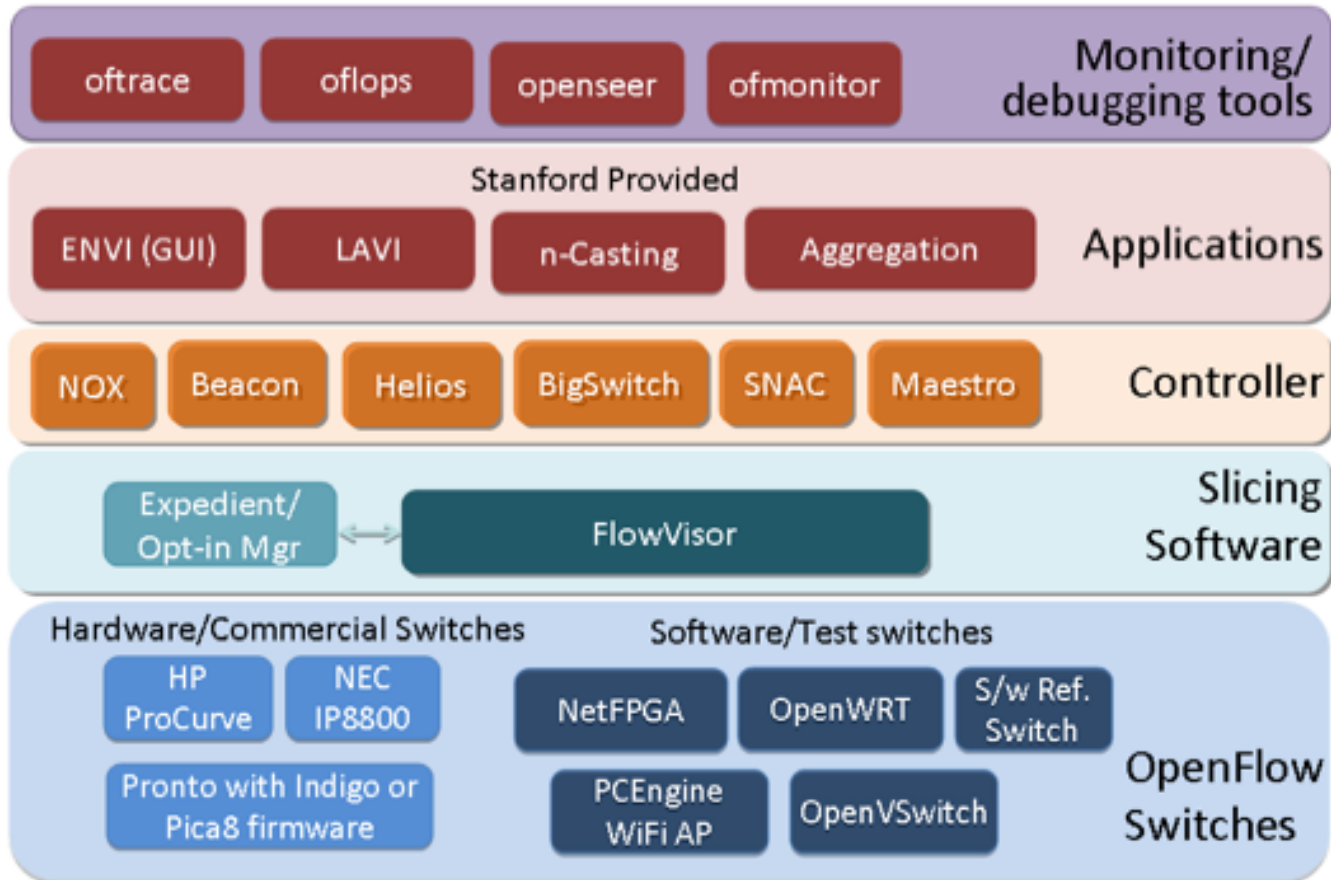 oftrace
oflops
openseer
ofmonitor
Monitoring/
debugging tools
Stanford Provided
ENVI (GUI)
LAVI
n-Casting
Aggregation
Applications
NOX
Beacon
Helios
BigSwitch
SNAC
Maestro
Controller
Expedient/
Opt-in Mgr
FlowVisor
Slicing
Software
Hardware/Commercial Switches
HP
ProCurve
NEC
IP8800
Pronto with Indigo or
Pica8 firmware
Software/Test switches
NetFPGA
OpenWRT
S/w Ref.
Switch
PCEngine
WiFi AP
OpenVSwitch
OpenFlow
Switches